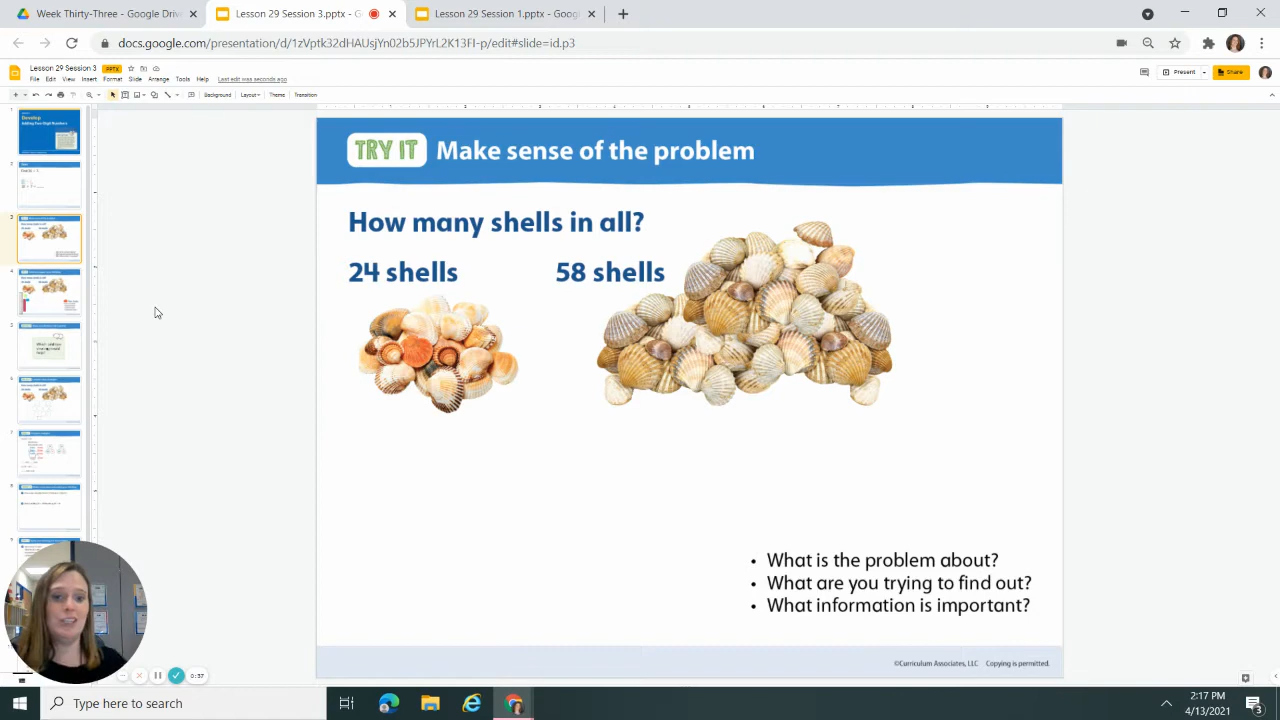 Week Thirty-Three - Google Driv
Lesson 29 Session 3.pptx - G
Lesson 29 Session 1.pptx - Goog
docs.google.com/presentation/d/1zVptk32dHAUsjYn02b5JPYrL2K13FI-p/edit#slide=id.p3
Lesson 29 Session 3
PPTX
File Edit View Insert Format Slide Arrange Tools Help Last edit was seconds ago
Present
Share
Background Layout Theme Transition
TRY IT Make sense of the problem
How many shells in all?
24 shells 58 shells
• What is the problem about?
• What are you trying to find out?
• What information is important?
©Curriculum Associates, LLC Copying is permitted.
0:37
Type here to search
2:17 PM
4/13/2021
3